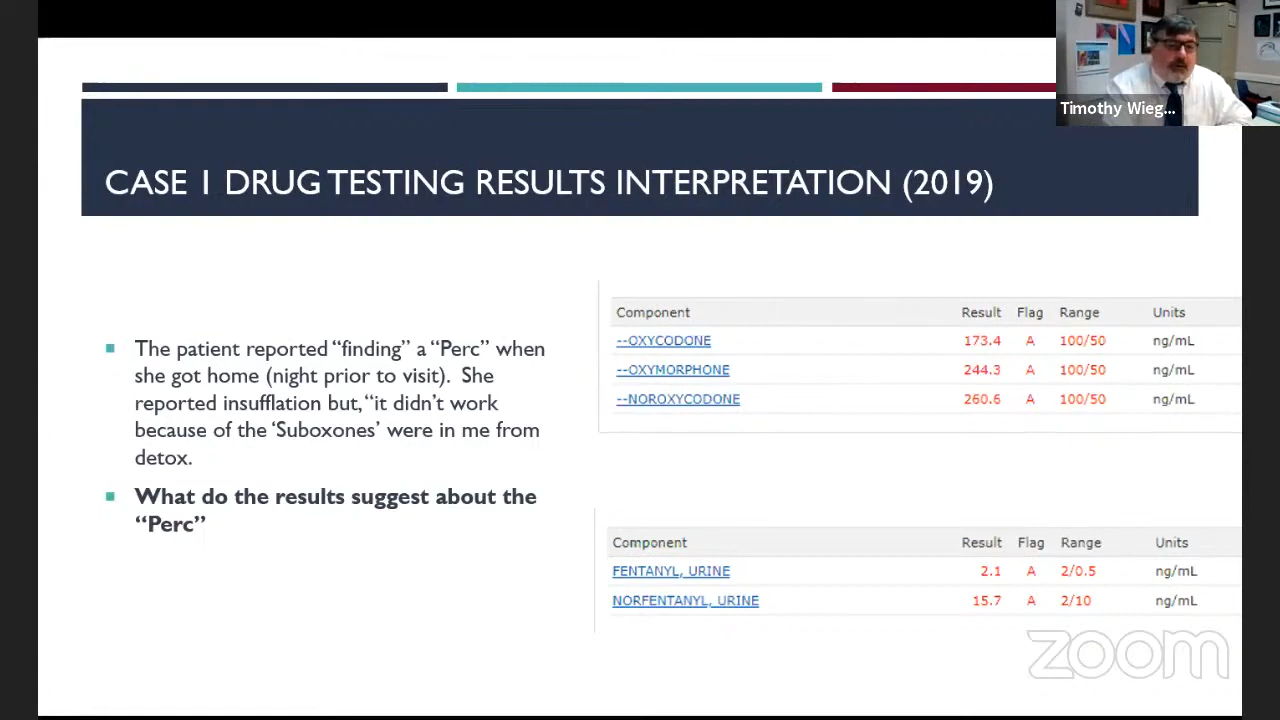 Timothy Wieg...
CASE 1 DRUG TESTING RESULTS INTERPRETATION (2019)
The patient reported “finding” a “Perc” when
she got home (night prior to visit). She
reported insufflation but, “it didn’t work
because of the ‘Suboxones’ were in me from
detox.
What do the results suggest about the
“Perc”
Component Result Flag Range Units
--OXYCODONE 173.4 A 100/50 ng/mL
--OXYMORPHONE 244.3 A 100/50 ng/mL
--NOROXYCODONE 260.6 A 100/50 ng/mL
Component Result Flag Range Units
FENTANYL, URINE 2.1 A 2/0.5 ng/mL
NORFENTANYL, URINE 15.7 A 2/10 ng/mL
zoom